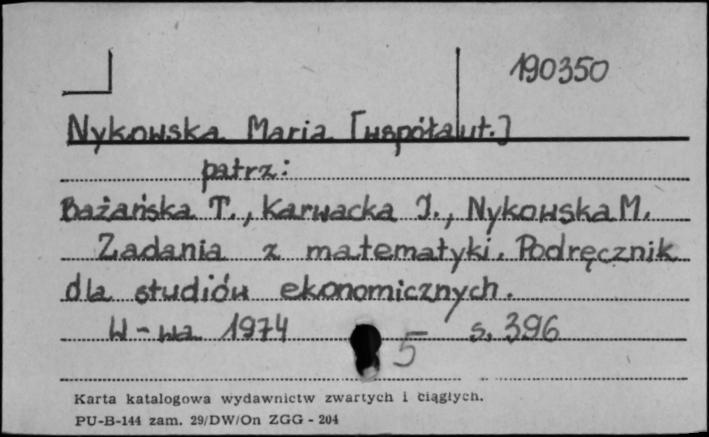 190350
Nykowska Maria [współaut.]
patrz:
Bażańska T., Karwacka I., Nykowska M.
Zadania z matematyki. Podręcznik
dla studiów ekonomicznych.
W-wa 1974 s. 396
5
Karta katalogowa wydawnictw zwartych i ciągłych.
PU-B-144 zam. 29/DW/On ZGG - 204